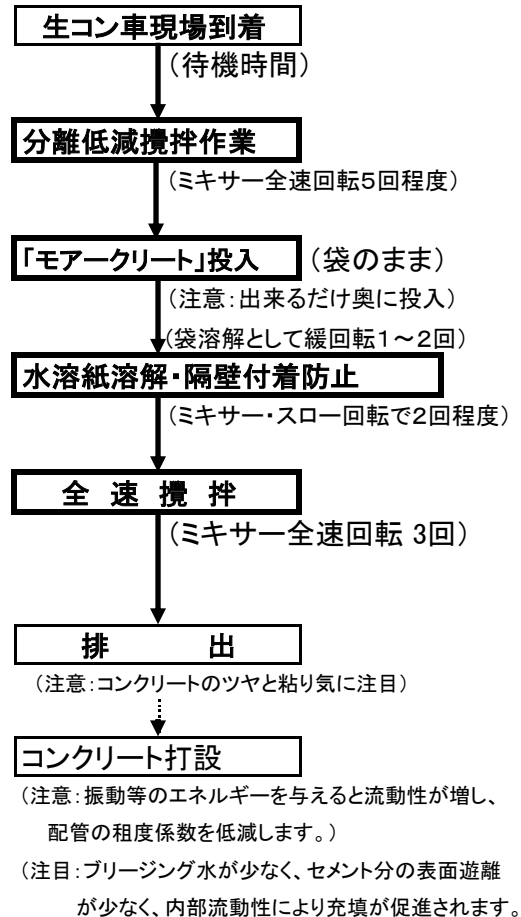 生コン車現場到着
（待機時間）
分離低減攪拌作業
（ミキサー全速回転５回程度）
「モアークリート」投入 （袋のまま）
（注意：出来るだけ奥に投入）
（袋溶解として緩回転１～２回）
水溶紙溶解・隔壁付着防止
（ミキサー・スロー回転で２回程度）
全 速 攪 拌
（ミキサー全速回転 3回）
排 出
（注意：コンクリートのツヤと粘り気に注目）
コンクリート打設
（注意：振動等のエネルギーを与えると流動性が増し、
配管の租度係数を低減します。）
（注目：ブリージング水が少なく、セメント分の表面遊離
が少なく、内部流動性により充填が促進されます。